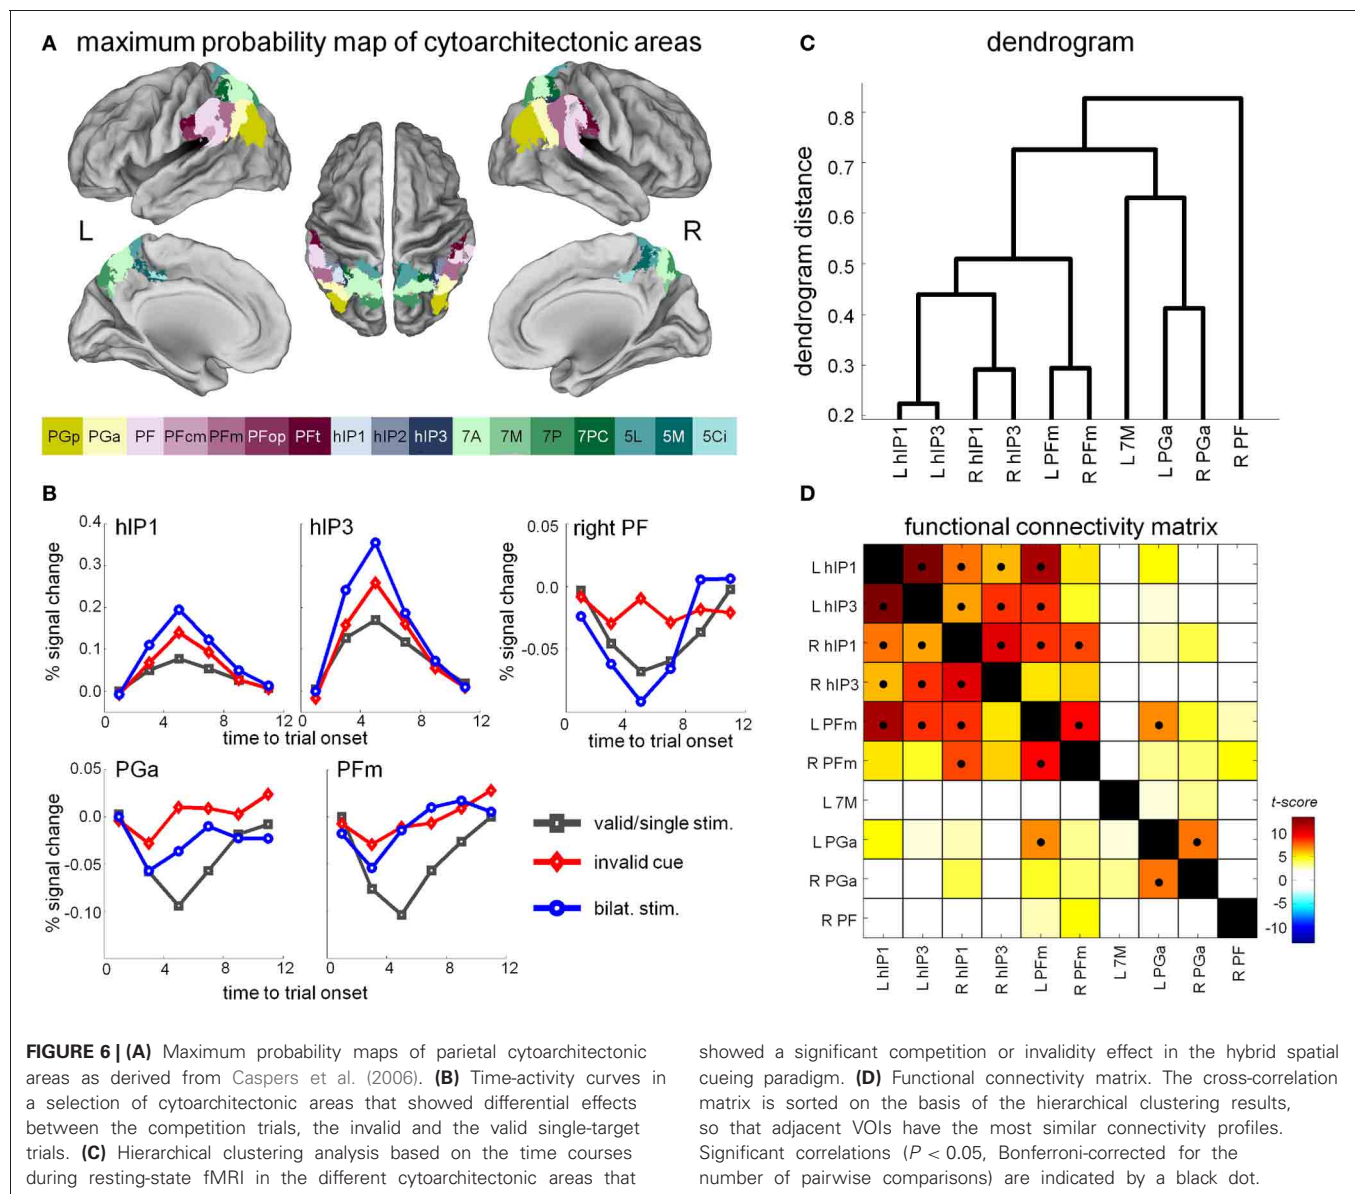 A maximum probability map of cytoarchitectonic areas
L
R
PGp PGa PF PFcm PFm PFop PFt hIP1 hIP2 hIP3 7A 7M 7P 7PC 5L 5M 5Ci
B
hIP1
% signal change
0.4
0.3
0.2
0.1
0.0
0 4 8 12
hIP3
0 4 8 12
time to trial onset
right PF
% signal change
0.05
0.0
-0.05
0 4 8 12
time to trial onset
PGa
% signal change
0.05
0.0
-0.05
-0.10
0 4 8 12
PFm
0 4 8 12
time to trial onset
valid/single stim.
invalid cue
bilat. stim.
C dendrogram
dendrogram distance
0.8
0.7
0.6
0.5
0.4
0.3
0.2
L hIP1 L hIP3 R hIP1 R hIP3 L PFm R PFm L 7M L PGa R PGa R PF
D
functional connectivity matrix
L hIP1
L hIP3
R hIP1
R hIP3
L PFm
R PFm
L 7M
L PGa
R PGa
R PF
L hIP1 L hIP3 R hIP1 R hIP3 L PFm R PFm L 7M L PGa R PGa R PF
t-score
10
5
0
-5
-10
FIGURE 6 | (A) Maximum probability maps of parietal cytoarchitectonic
areas as derived from Caspers et al. (2006). (B) Time-activity curves in
a selection of cytoarchitectonic areas that showed differential effects
between the competition trials, the invalid and the valid single-target
trials. (C) Hierarchical clustering analysis based on the time courses
during resting-state fMRI in the different cytoarchitectonic areas that
showed a significant competition or invalidity effect in the hybrid spatial
cueing paradigm. (D) Functional connectivity matrix. The cross-correlation
matrix is sorted on the basis of the hierarchical clustering results,
so that adjacent VOIs have the most similar connectivity profiles.
Significant correlations (P < 0.05, Bonferroni-corrected for the
number of pairwise comparisons) are indicated by a black dot.